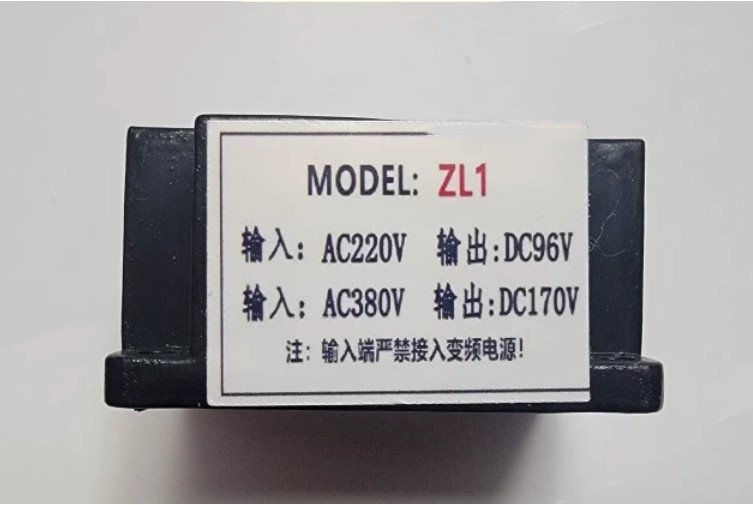 MODEL: ZL1
输入: AC220V 输出:DC96V
输入: AC380V 输出:DC170V
注: 输入端严禁接入变频电源!